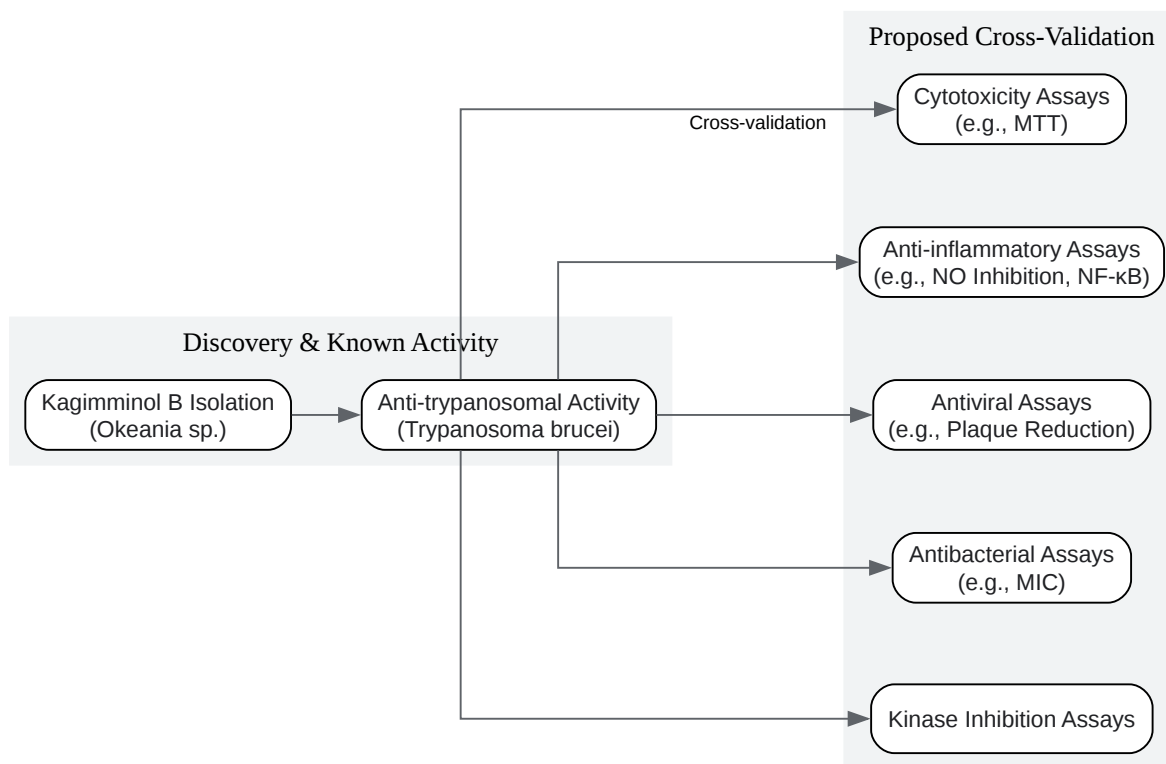 Proposed Cross-Validation
Cytotoxicity Assays
(e.g., MTT)
Cross-validation
Anti-inflammatory Assays
(e.g., NO Inhibition, NF-κB)
Discovery & Known Activity
Kagimminol B Isolation
(Okeania sp.)
Anti-trypanosomal Activity
(Trypanosoma brucei)
Antiviral Assays
(e.g., Plaque Reduction)
Antibacterial Assays
(e.g., MIC)
Kinase Inhibition Assays